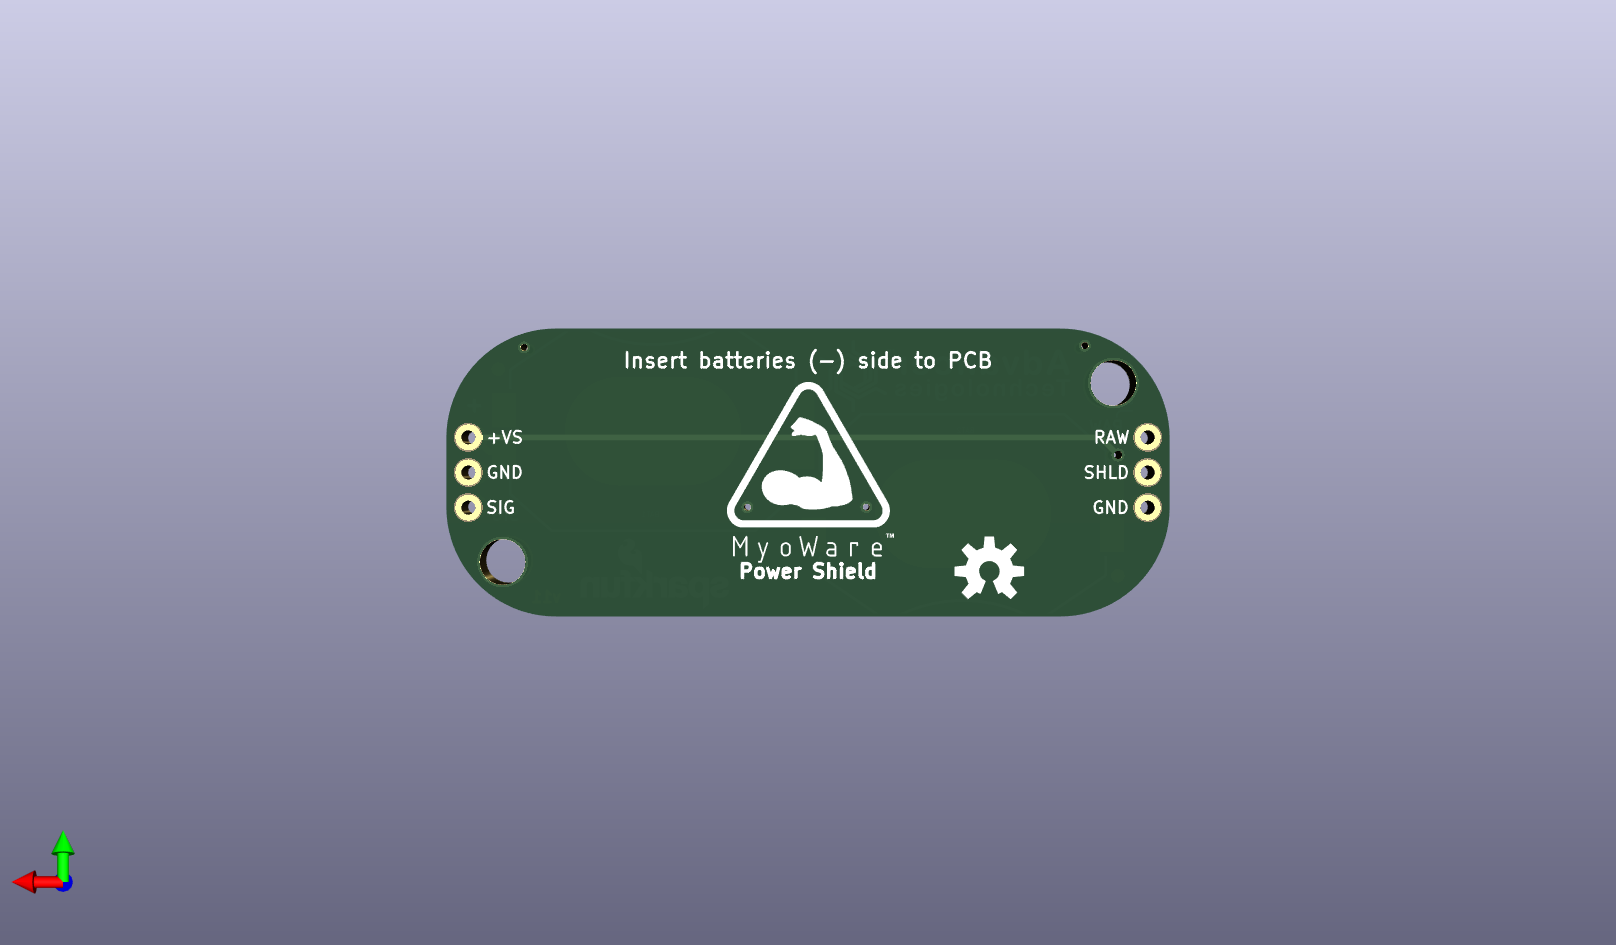 Insert batteries (−) side to PCB
+VS
GND
SIG
RAW
SHLD
GND
MyoWare™
Power Shield